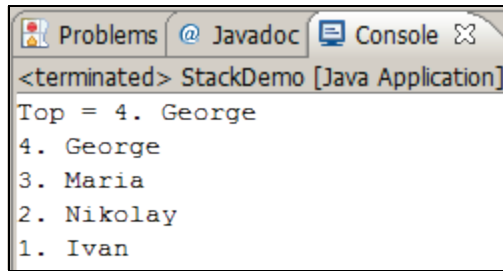 Problems @ Javadoc Console
<terminated> StackDemo [Java Application]
Top = 4. George
4. George
3. Maria
2. Nikolay
1. Ivan